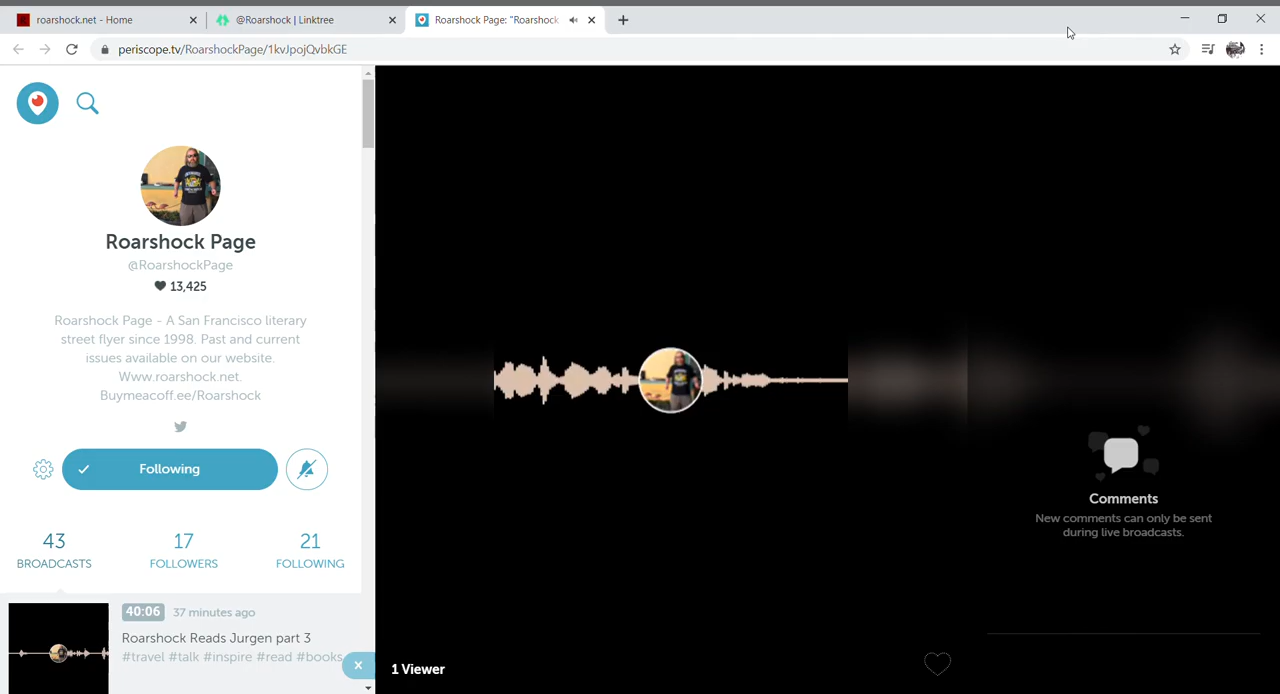 roarshock.net - Home
@Roarshock | Linktree
Roarshock Page: "Roarshock
periscope.tv/RoarshockPage/1kvJpojQvbkGE
Roarshock Page
@RoarshockPage
13,425
Roarshock Page - A San Francisco literary
street flyer since 1998. Past and current
issues available on our website.
Www.roarshock.net.
Buymeacoff.ee/Roarshock
Following
43
BROADCASTS
17
FOLLOWERS
21
FOLLOWING
40:06 37 minutes ago
Roarshock Reads Jurgen part 3
#travel #talk #inspire #read #books
1 Viewer
Comments
New comments can only be sent
during live broadcasts.